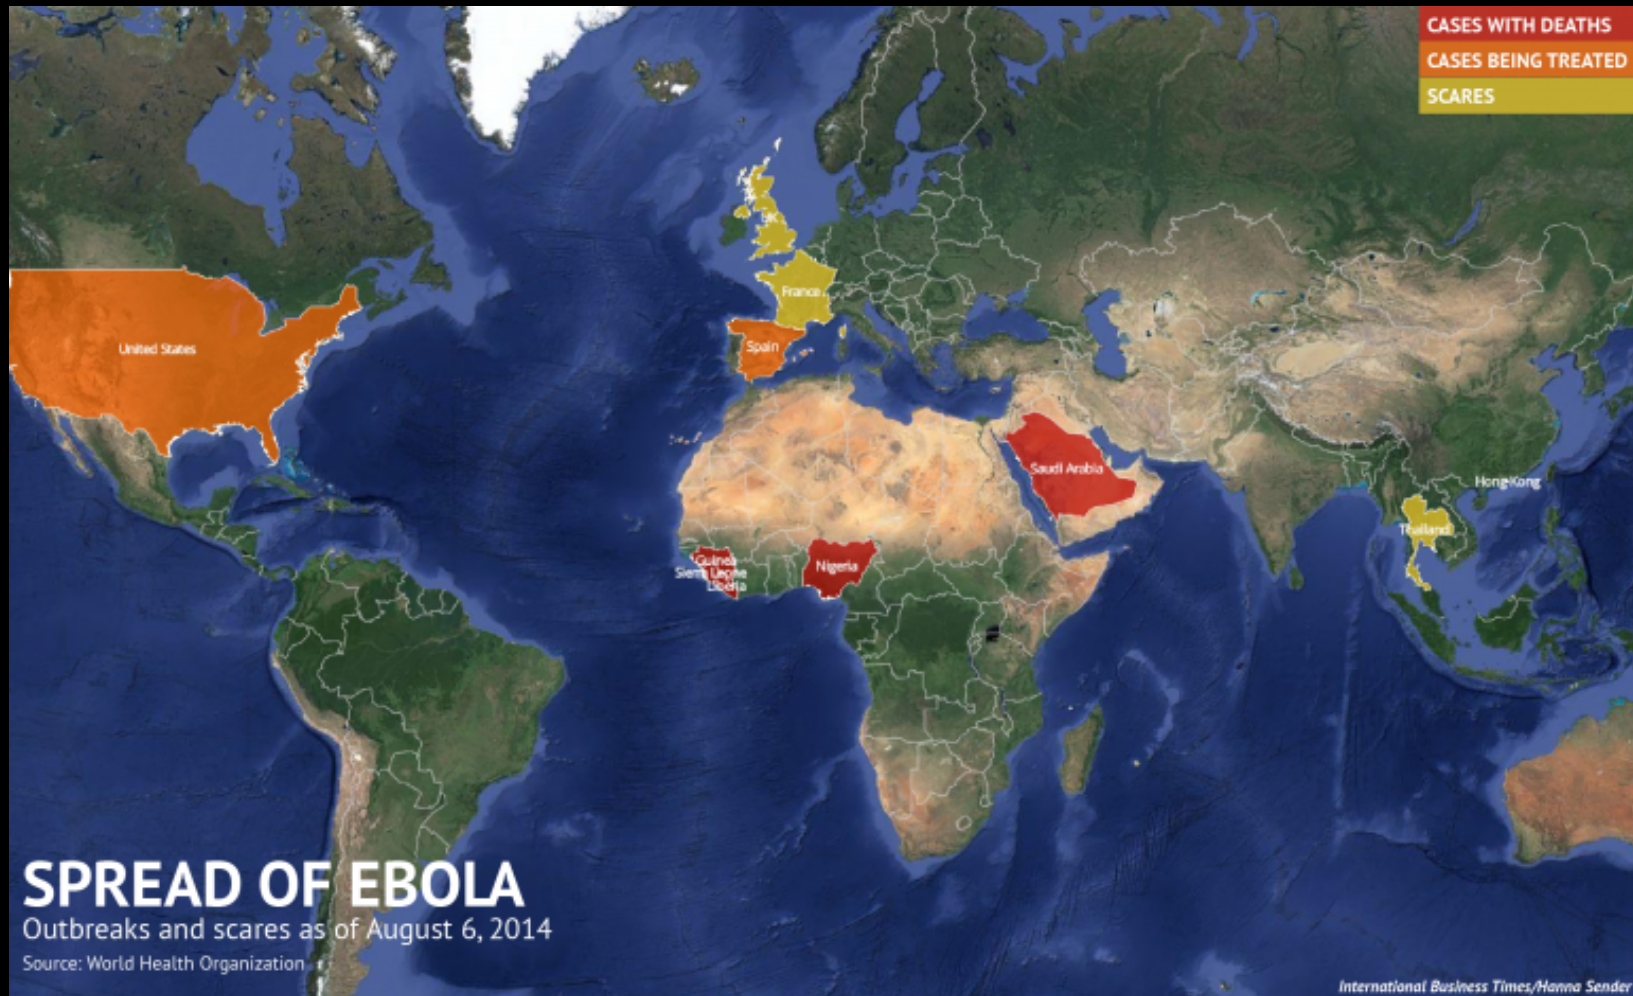 CASES WITH DEATHS
CASES BEING TREATED
SCARES
UK
France
United States
Spain
Saudi Arabia
Hong Kong
Thailand
Guinea
Sierra Leone
Liberia
Nigeria
SPREAD OF EBOLA
Outbreaks and scares as of August 6, 2014
Source: World Health Organization
International Business Times/Hanna Sender